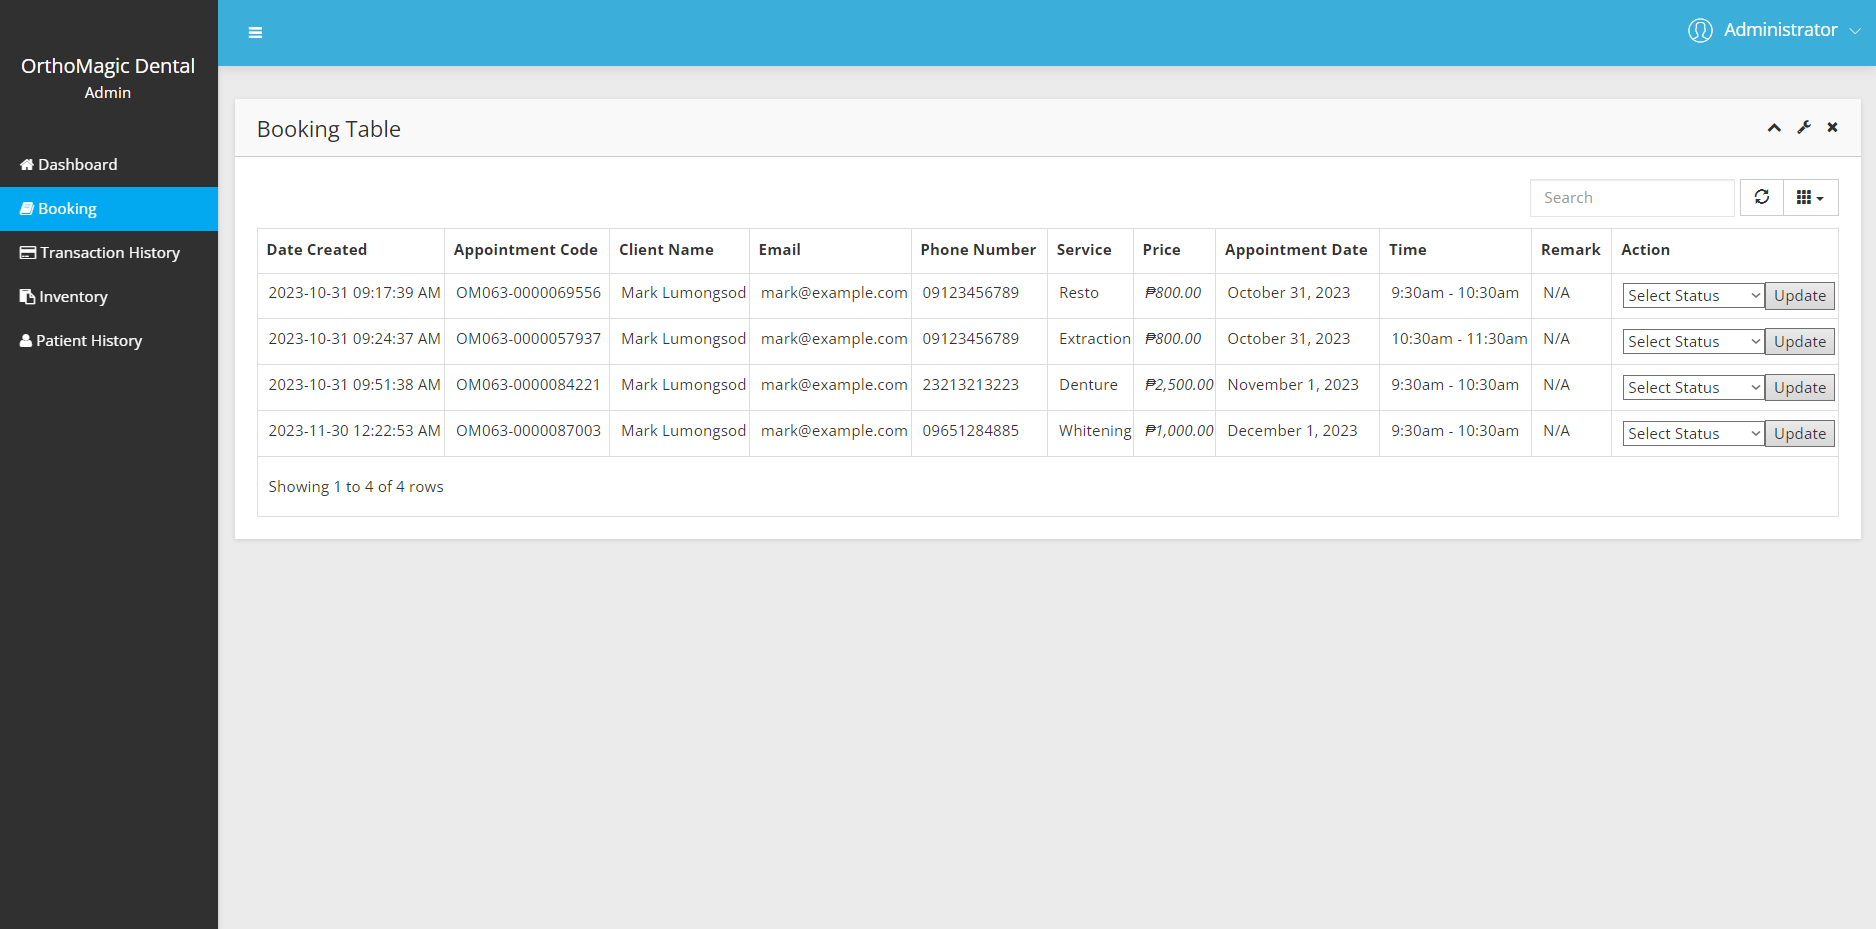 OrthoMagic Dental
Admin
Dashboard
Booking
Transaction History
Inventory
Patient History
Administrator
Booking Table
Search
Date Created Appointment Code Client Name Email Phone Number Service Price Appointment Date Time Remark Action
2023-10-31 09:17:39 AM OM063-0000069556 Mark Lumongsod mark@example.com 09123456789 Resto ₱800.00 October 31, 2023 9:30am - 10:30am N/A Select Status Update
2023-10-31 09:24:37 AM OM063-0000057937 Mark Lumongsod mark@example.com 09123456789 Extraction ₱800.00 October 31, 2023 10:30am - 11:30am N/A Select Status Update
2023-10-31 09:51:38 AM OM063-0000084221 Mark Lumongsod mark@example.com 23213213223 Denture ₱2,500.00 November 1, 2023 9:30am - 10:30am N/A Select Status Update
2023-11-30 12:22:53 AM OM063-0000087003 Mark Lumongsod mark@example.com 09651284885 Whitening ₱1,000.00 December 1, 2023 9:30am - 10:30am N/A Select Status Update
Showing 1 to 4 of 4 rows